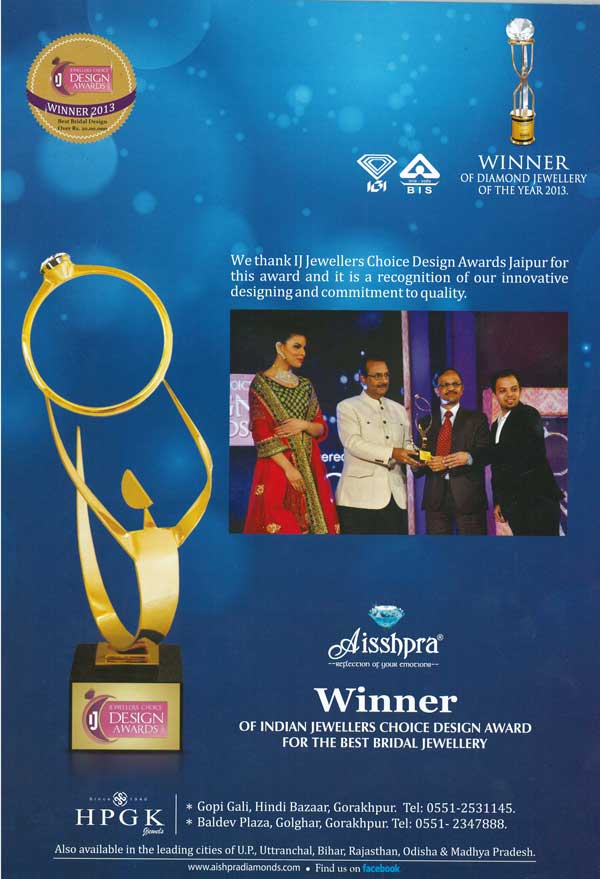 JEWELLERS CHOICE
IJ DESIGN
AWARDS
WINNER 2013
Best Bridal Design
Over Rs. 20,00,000
WINNER
OF DIAMOND JEWELLERY
OF THE YEAR 2013.
IGI
BIS
We thank IJ Jewellers Choice Design Awards Jaipur for
this award and it is a recognition of our innovative
designing and commitment to quality.
Aisshpra®
--Reflection of your emotions--
Winner
OF INDIAN JEWELLERS CHOICE DESIGN AWARD
FOR THE BEST BRIDAL JEWELLERY
JEWELLERS CHOICE
IJ DESIGN
AWARDS
Since 1940
HPGK
Jewels
* Gopi Gali, Hindi Bazaar, Gorakhpur. Tel: 0551-2531145.
* Baldev Plaza, Golghar, Gorakhpur. Tel: 0551- 2347888.
Also available in the leading cities of U.P., Uttranchal, Bihar, Rajasthan, Odisha & Madhya Pradesh.
www.aishpradiamonds.com • Find us on facebook